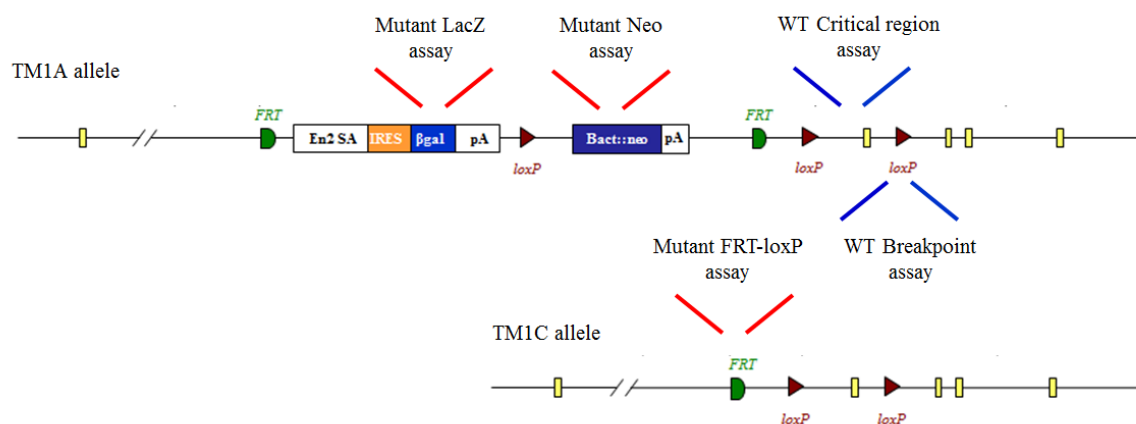 Mutant LacZ
assay
Mutant Neo
assay
WT Critical region
assay
TM1A allele
FRT
FRT
En2 SA IRES βgal pA
Bact::neo pA
loxP
loxP
loxP
Mutant FRT-loxP
assay
WT Breakpoint
assay
TM1C allele
FRT
loxP
loxP